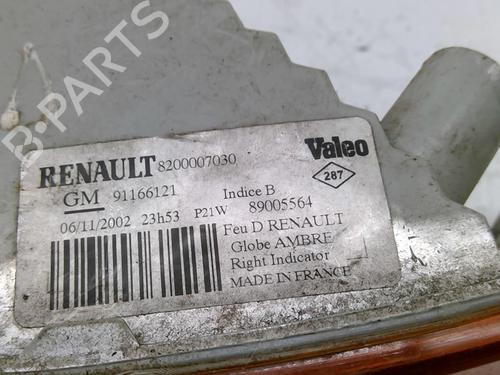 B-PARTS
RENAULT 8200007030 Valeo
GM 91166121 Indice B 287
06/11/2002 23h53 P21W 89005564
Feu D RENAULT
Globe AMBRE
Right Indicator
MADE IN FRANCE